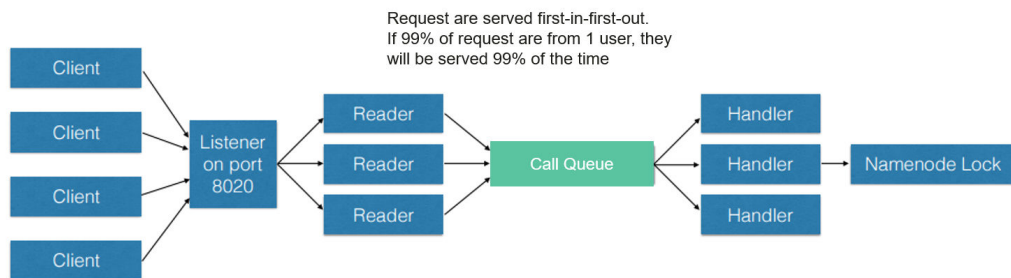 Request are served first-in-first-out.
If 99% of request are from 1 user, they
will be served 99% of the time
Client
Client
Client
Client
Listener
on port
8020
Reader
Reader
Reader
Call Queue
Handler
Handler
Handler
Namenode Lock